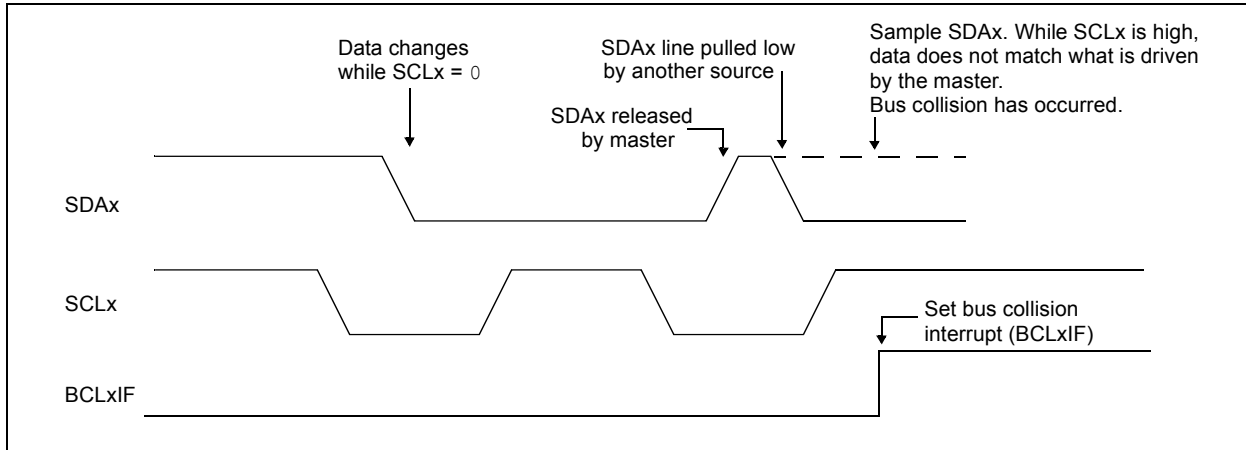 Data changes
while SCLx = 0
SDAx line pulled low
by another source
SDAx released
by master
Sample SDAx. While SCLx is high,
data does not match what is driven
by the master.
Bus collision has occurred.
SDAx
SCLx
Set bus collision
interrupt (BCLxIF)
BCLxIF